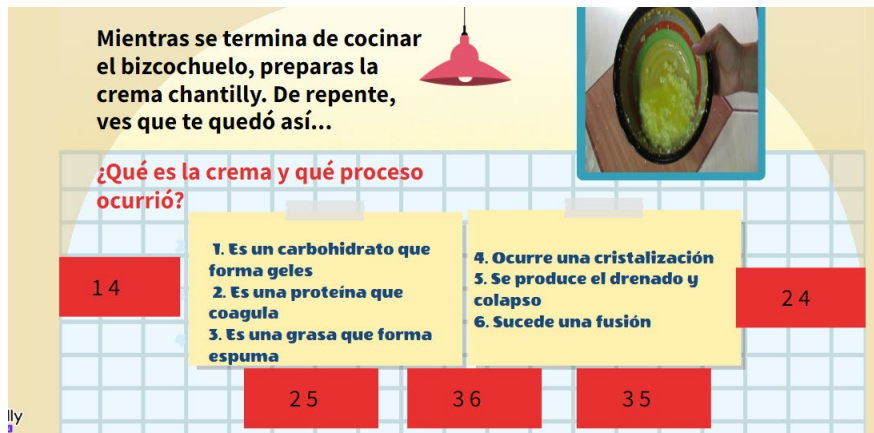 Mientras se termina de cocinar
el bizcochuelo, preparas la
crema chantilly. De repente,
ves que te quedó así...
¿Qué es la crema y qué proceso
ocurrió?
1. Es un carbohidrato que
forma geles
2. Es una proteína que
coagula
3. Es una grasa que forma
espuma
4. Ocurre una cristalización
5. Se produce el drenado y
colapso
6. Sucede una fusión
1 4
2 4
2 5
3 6
3 5
lly